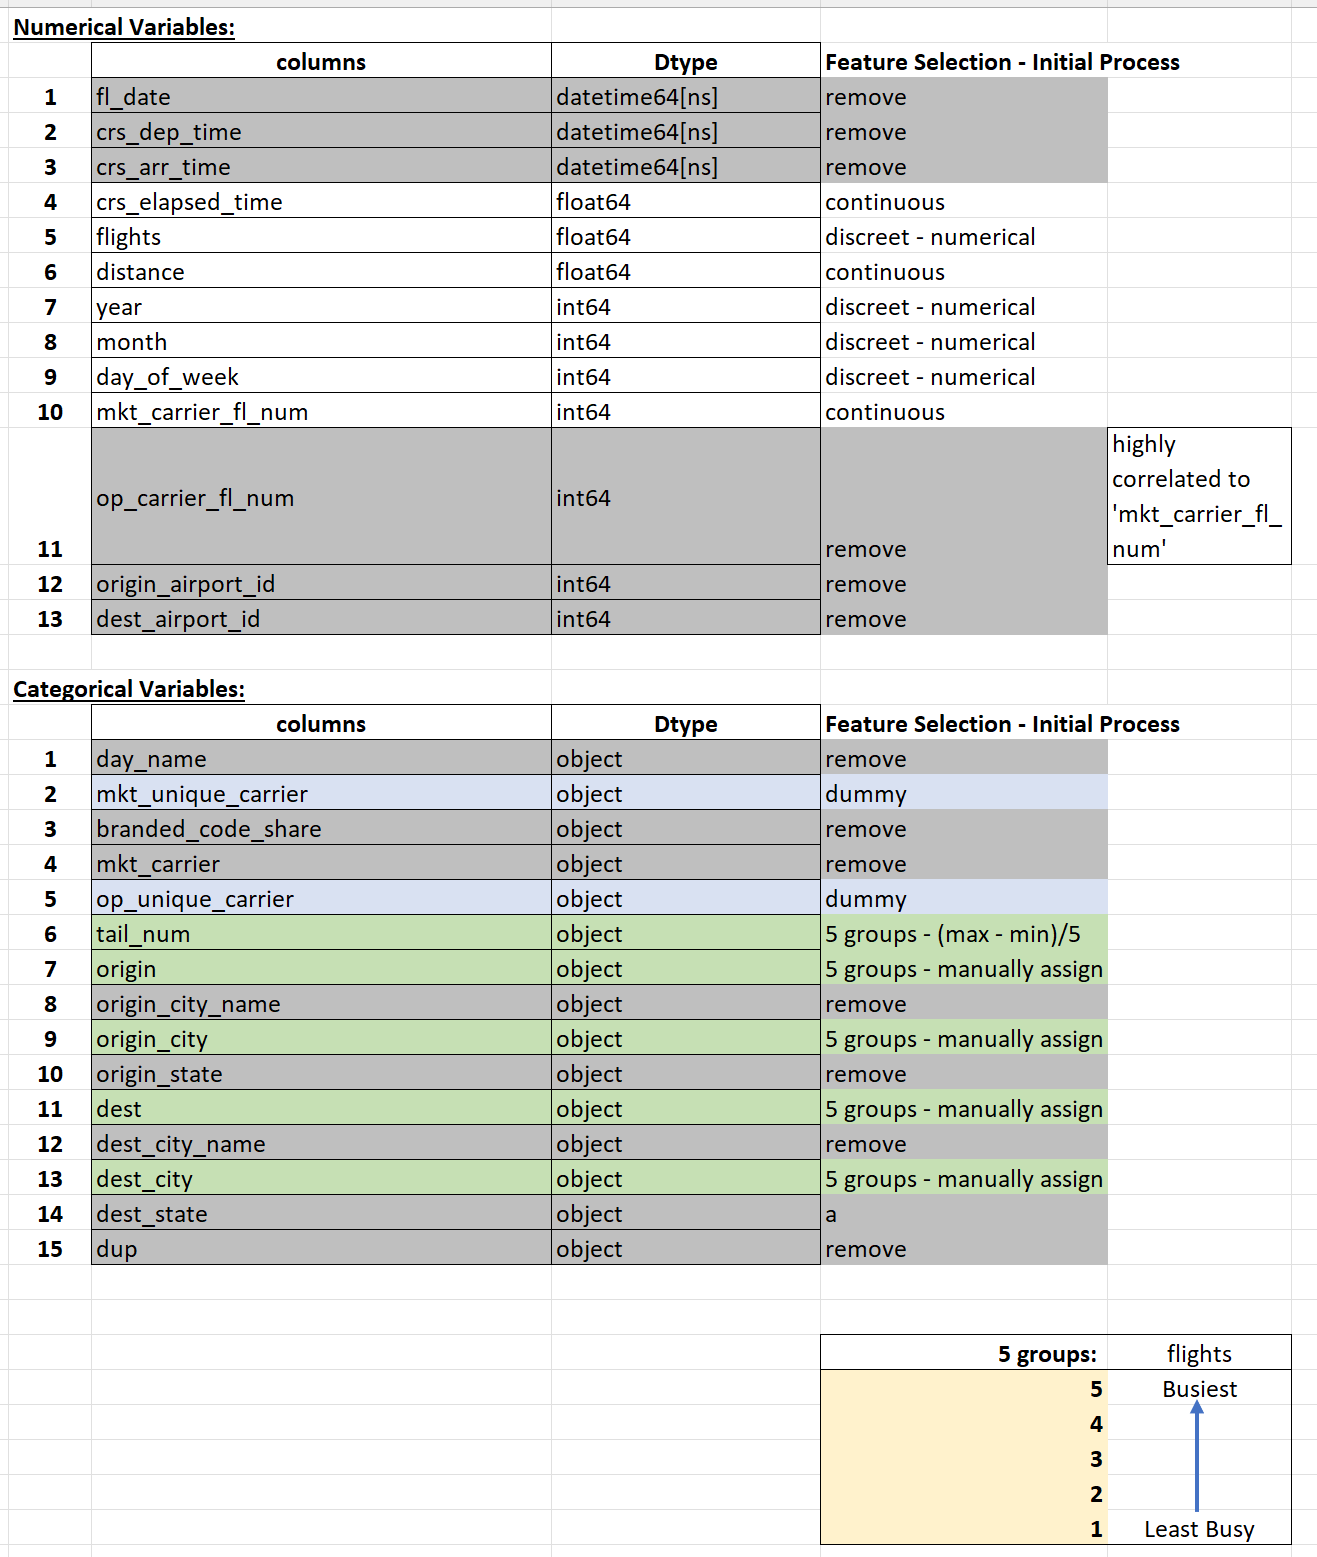 Numerical Variables:
columns Dtype Feature Selection - Initial Process
1 fl_date datetime64[ns] remove
2 crs_dep_time datetime64[ns] remove
3 crs_arr_time datetime64[ns] remove
4 crs_elapsed_time float64 continuous
5 flights float64 discreet - numerical
6 distance float64 continuous
7 year int64 discreet - numerical
8 month int64 discreet - numerical
9 day_of_week int64 discreet - numerical
10 mkt_carrier_fl_num int64 continuous
highly
correlated to
op_carrier_fl_num int64
'mkt_carrier_fl_
11 remove num'
12 origin_airport_id int64 remove
13 dest_airport_id int64 remove
Categorical Variables:
columns Dtype Feature Selection - Initial Process
1 day_name object remove
2 mkt_unique_carrier object dummy
3 branded_code_share object remove
4 mkt_carrier object remove
5 op_unique_carrier object dummy
6 tail_num object 5 groups - (max - min)/5
7 origin object 5 groups - manually assign
8 origin_city_name object remove
9 origin_city object 5 groups - manually assign
10 origin_state object remove
11 dest object 5 groups - manually assign
12 dest_city_name object remove
13 dest_city object 5 groups - manually assign
14 dest_state object a
15 dup object remove
5 groups: flights
5 Busiest
4
3
2
1 Least Busy